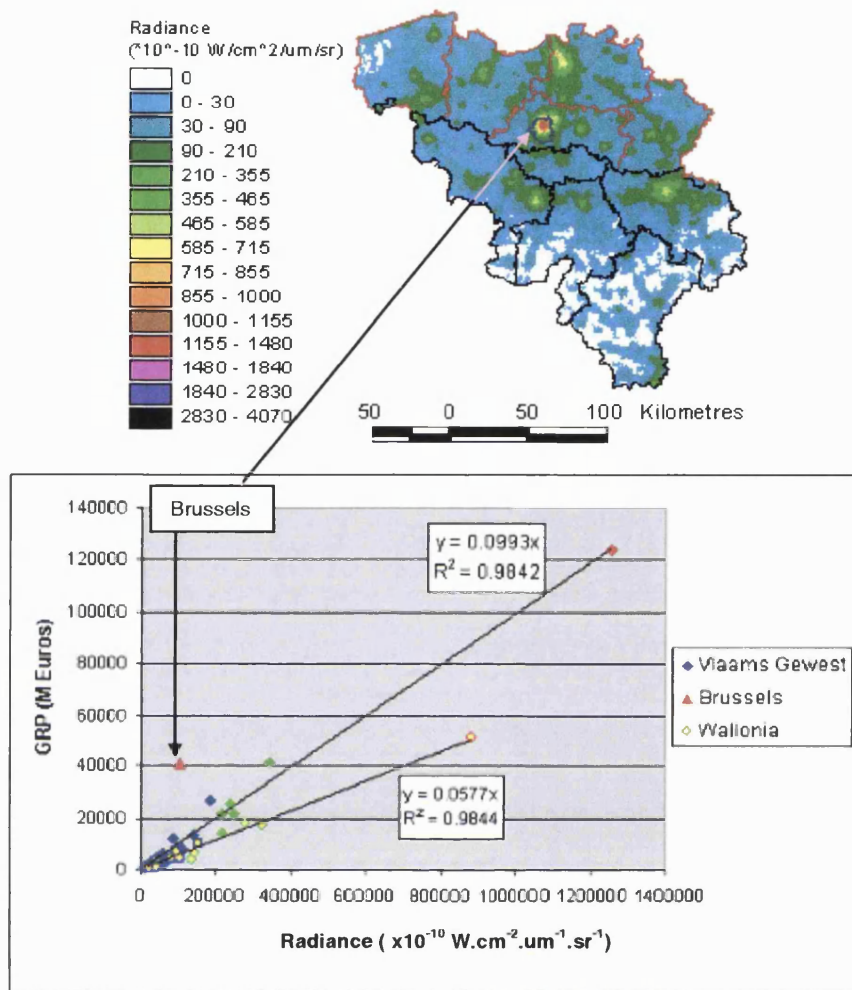 Radiance
(*10^-10 W/cm^2/um/sr)
0
0 - 30
30 - 90
90 - 210
210 - 355
355 - 465
465 - 585
585 - 715
715 - 855
855 - 1000
1000 - 1155
1155 - 1480
1480 - 1840
1840 - 2830
2830 - 4070
50 0 50 100 Kilometres
Brussels
140000
120000
100000
80000
60000
40000
20000
0
GRP (M Euros)
y = 0.0993x
R² = 0.9842
y = 0.0577x
R² = 0.9844
0 200000 400000 600000 800000 1000000 1200000 1400000
Radiance ( x10⁻¹⁰ W.cm⁻².um⁻¹.sr⁻¹)
Vlaams Gewest
Brussels
Wallonia